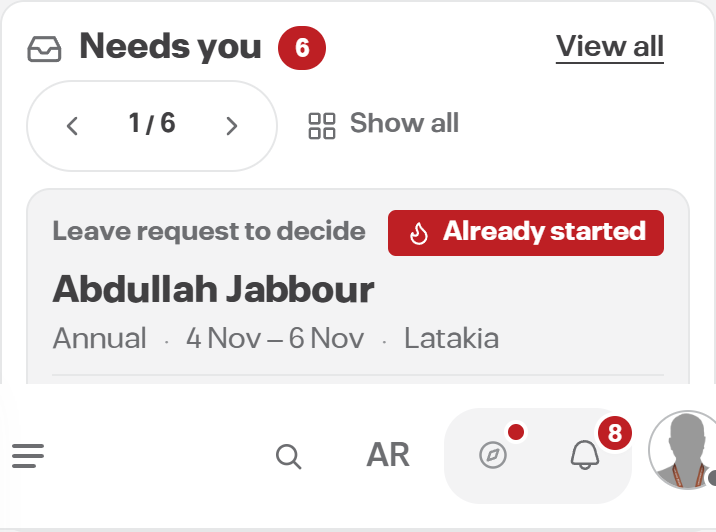 Needs you 6 View all
1 / 6 Show all
Leave request to decide Already started
Abdullah Jabbour
Annual · 4 Nov – 6 Nov · Latakia
AR 8